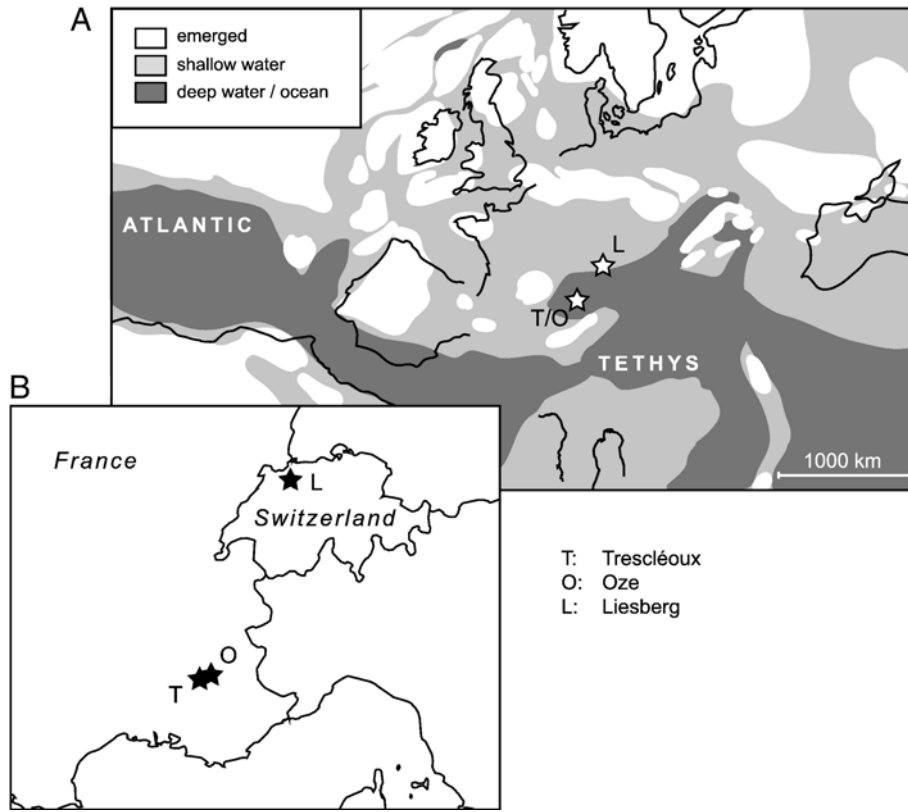 A
emerged
shallow water
deep water / ocean
ATLANTIC
L
T/O
TETHYS
1000 km
B
France
L
Switzerland
O
T
T: Trescléoux
O: Oze
L: Liesberg